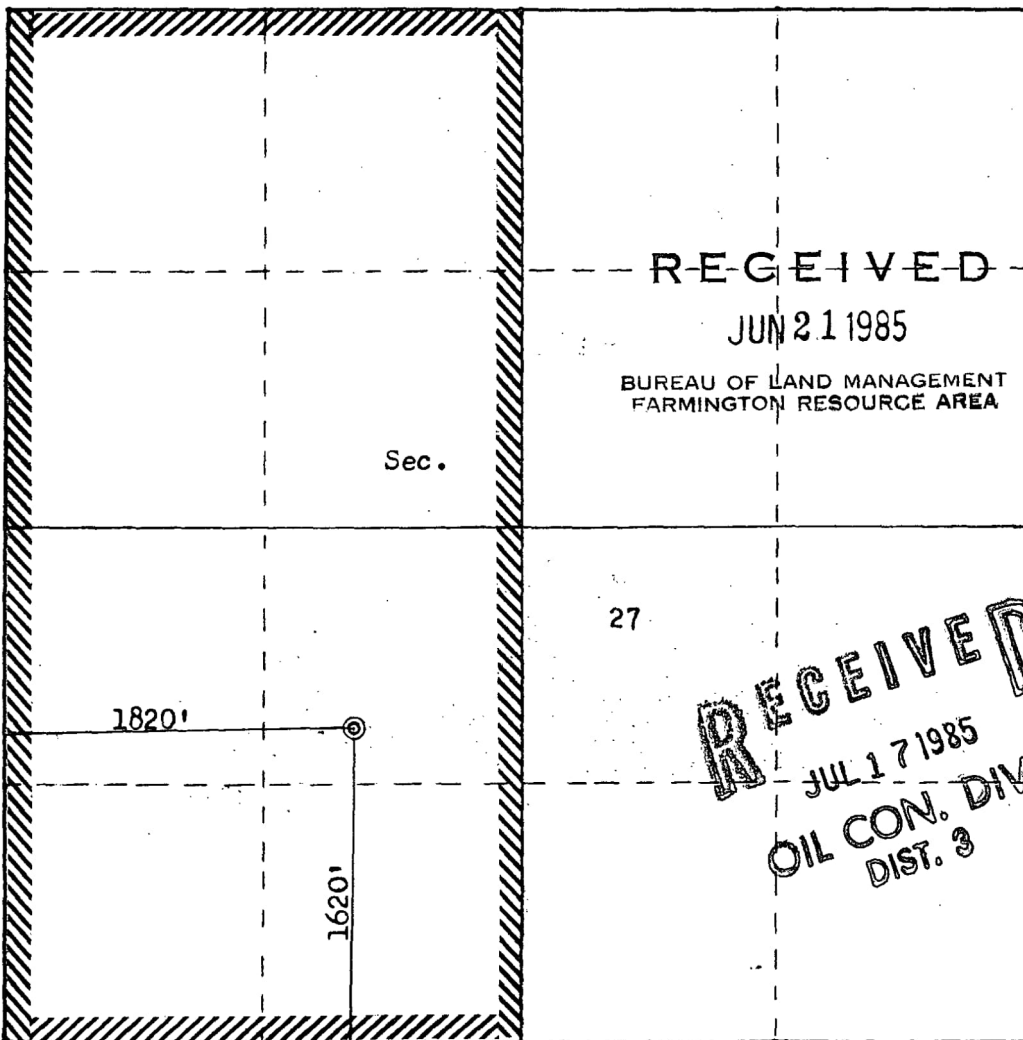 RECEIVED
JUN 21 1985
BUREAU OF LAND MANAGEMENT
FARMINGTON RESOURCE AREA
Sec.
27
RECEIVED
JUL 17 1985
OIL CON. DIV
DIST. 3
1820'
1620'